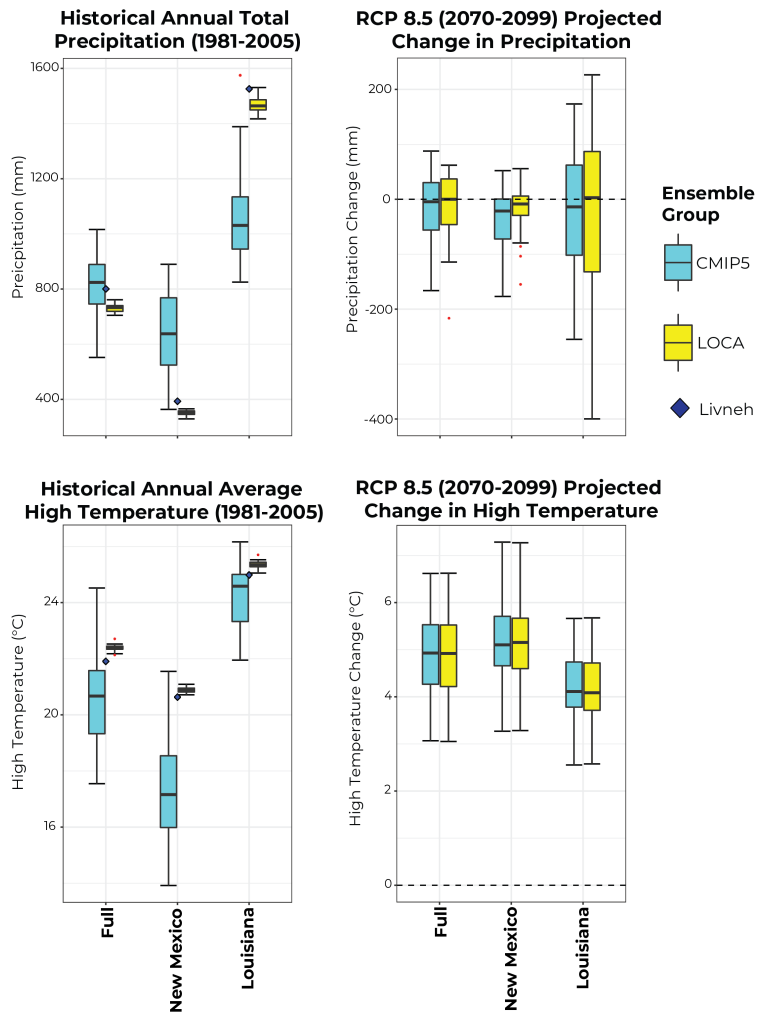 Historical Annual Total
Precipitation (1981-2005)
RCP 8.5 (2070-2099) Projected
Change in Precipitation
Preicpitation (mm)
1600
1200
800
400
Precipitation Change (mm)
200
0
-200
-400
Ensemble
Group
CMIP5
LOCA
Livneh
Historical Annual Average
High Temperature (1981-2005)
RCP 8.5 (2070-2099) Projected
Change in High Temperature
High Temperature (°C)
24
20
16
High Temperature Change (°C)
6
4
2
0
Full
New Mexico
Louisiana
Full
New Mexico
Louisiana